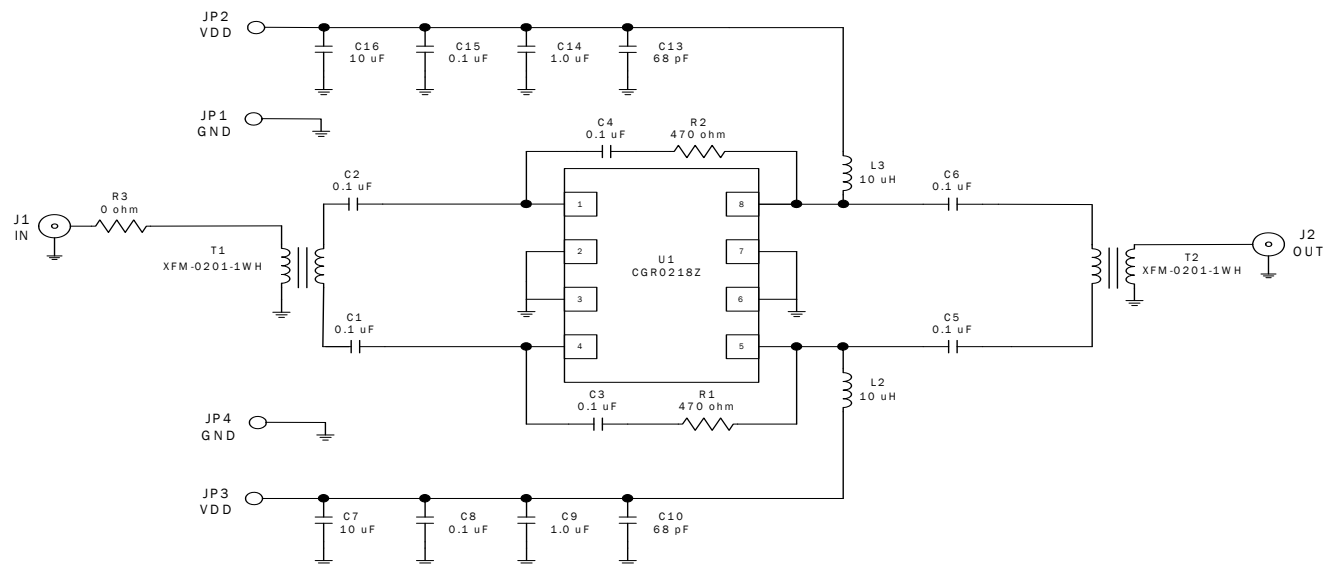 JP2
VDD
C16
10 uF
C15
0.1 uF
C14
1.0 uF
C13
68 pF
JP1
GND
C4
0.1 uF
R2
470 ohm
L3
10 uH
C2
0.1 uF
C6
0.1 uF
R3
0 ohm
J1
IN
T1
XFM-0201-1WH
1
2
3
4
U1
CGR0218Z
8
7
6
5
T2
XFM-0201-1WH
J2
OUT
C1
0.1 uF
C5
0.1 uF
C3
0.1 uF
R1
470 ohm
L2
10 uH
JP4
GND
JP3
VDD
C7
10 uF
C8
0.1 uF
C9
1.0 uF
C10
68 pF